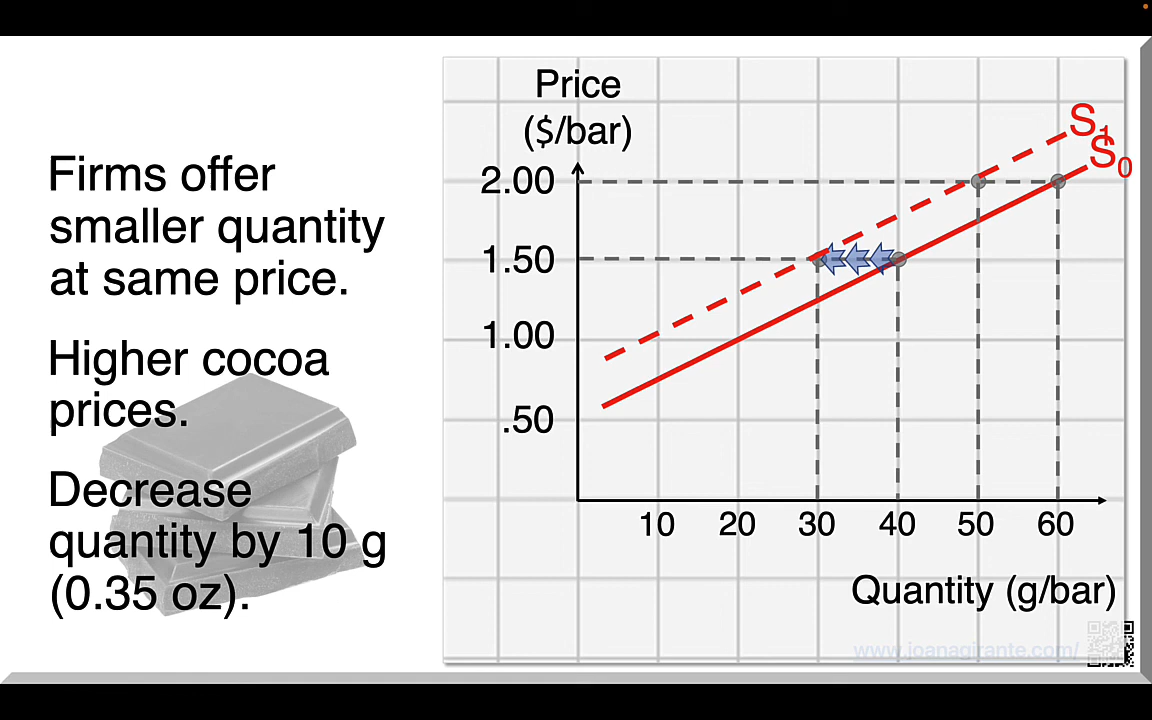 Firms offer
smaller quantity
at same price.
Higher cocoa
prices.
Decrease
quantity by 10 g
(0.35 oz).
Price
($/bar)
S1
S0
2.00
1.50
1.00
.50
10 20 30 40 50 60
Quantity (g/bar)
www.joanagirante.com/